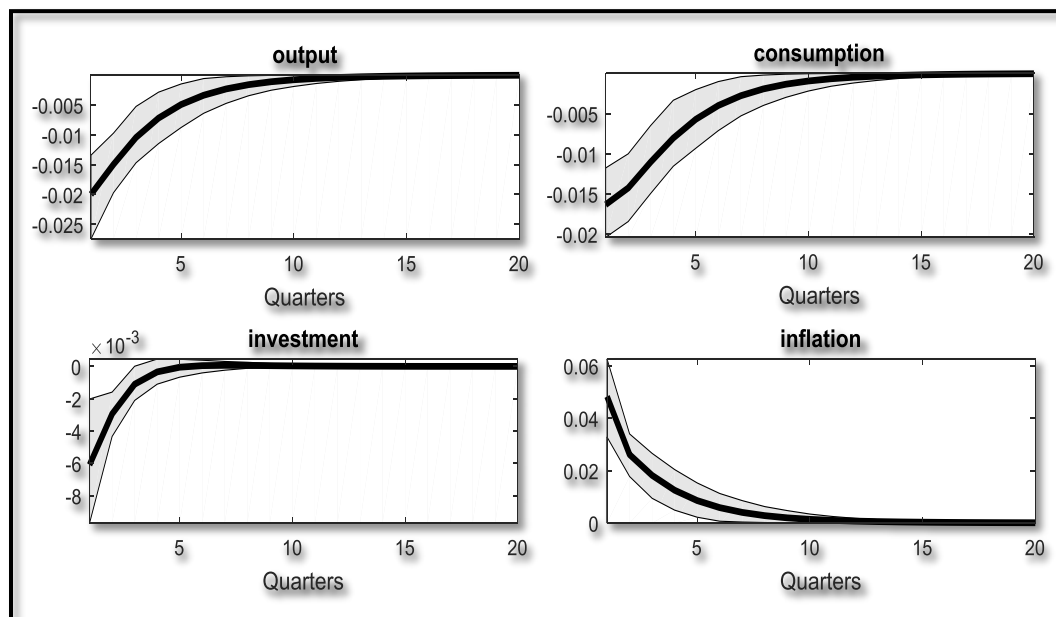 output
-0.005
-0.01
-0.015
-0.02
-0.025
5 10 15 20
Quarters
consumption
-0.005
-0.01
-0.015
-0.02
5 10 15 20
Quarters
× 10⁻³
investment
0
-2
-4
-6
-8
5 10 15 20
Quarters
inflation
0.06
0.04
0.02
0
5 10 15 20
Quarters